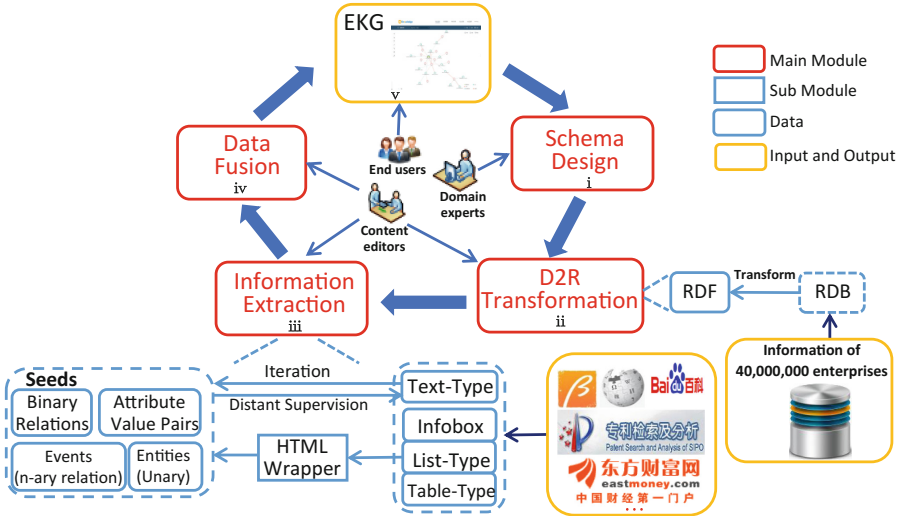 EKG
v
Main Module
Sub Module
Data
Input and Output
Data
Fusion
iv
End users
Schema
Design
i
Domain
experts
Content
editors
Information
Extraction
iii
D2R
Transformation
ii
RDF
Transform
RDB
Information of
40,000,000 enterprises
Seeds
Binary
Relations
Attribute
Value Pairs
Events
(n-ary relation)
Entities
(Unary)
Iteration
Distant Supervision
HTML
Wrapper
Text-Type
Infobox
List-Type
Table-Type
Bai du 百科
专利检索及分析
Patent Search and Analysis of SIPO
东方财富网
eastmoney.com
中国财经第一门户
...